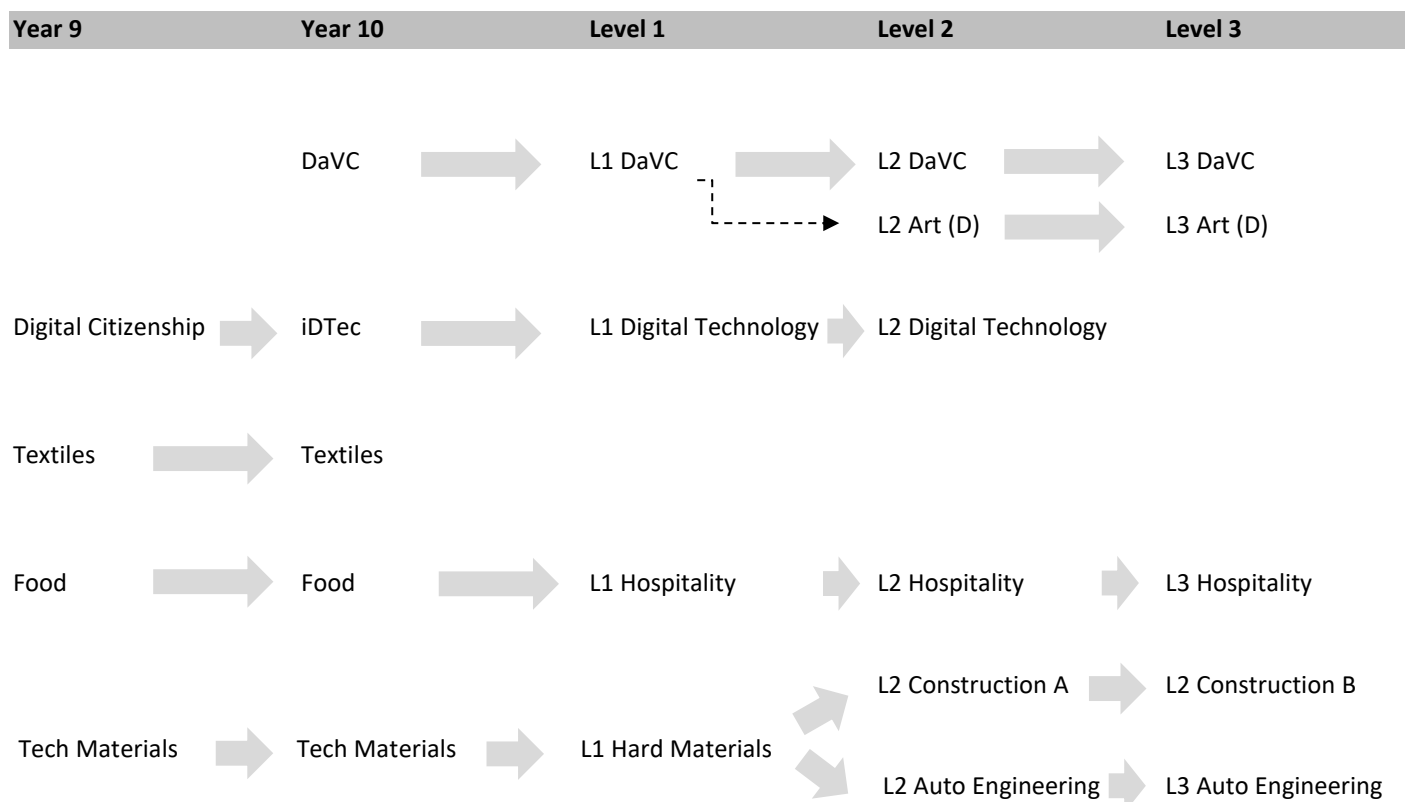 Year 9 Year 10 Level 1 Level 2 Level 3
DaVC L1 DaVC L2 DaVC L3 DaVC
L2 Art (D) L3 Art (D)
Digital Citizenship iDTec L1 Digital Technology L2 Digital Technology
Textiles Textiles
Food Food L1 Hospitality L2 Hospitality L3 Hospitality
L2 Construction A L2 Construction B
Tech Materials Tech Materials L1 Hard Materials
L2 Auto Engineering L3 Auto Engineering